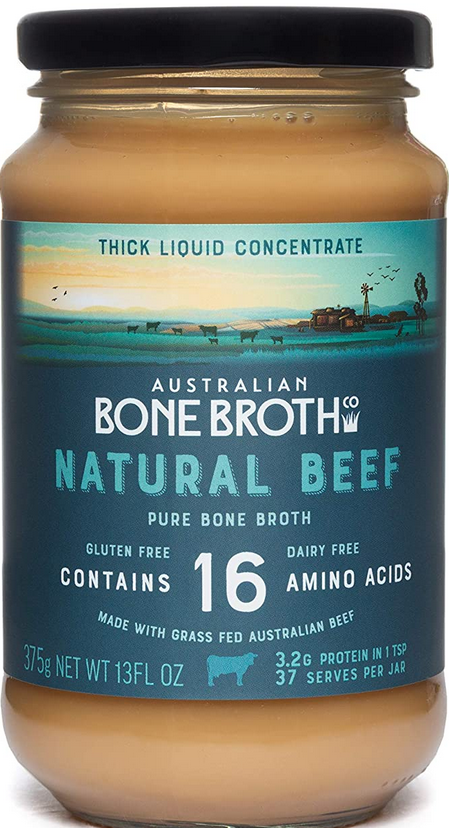 THICK LIQUID CONCENTRATE
AUSTRALIAN
BONE BROTH CO
NATURAL BEEF
PURE BONE BROTH
GLUTEN FREE
CONTAINS
16
DAIRY FREE
AMINO ACIDS
MADE WITH GRASS FED AUSTRALIAN BEEF
375g NET WT 13FL OZ
3.2G PROTEIN IN 1 TSP
37 SERVES PER JAR